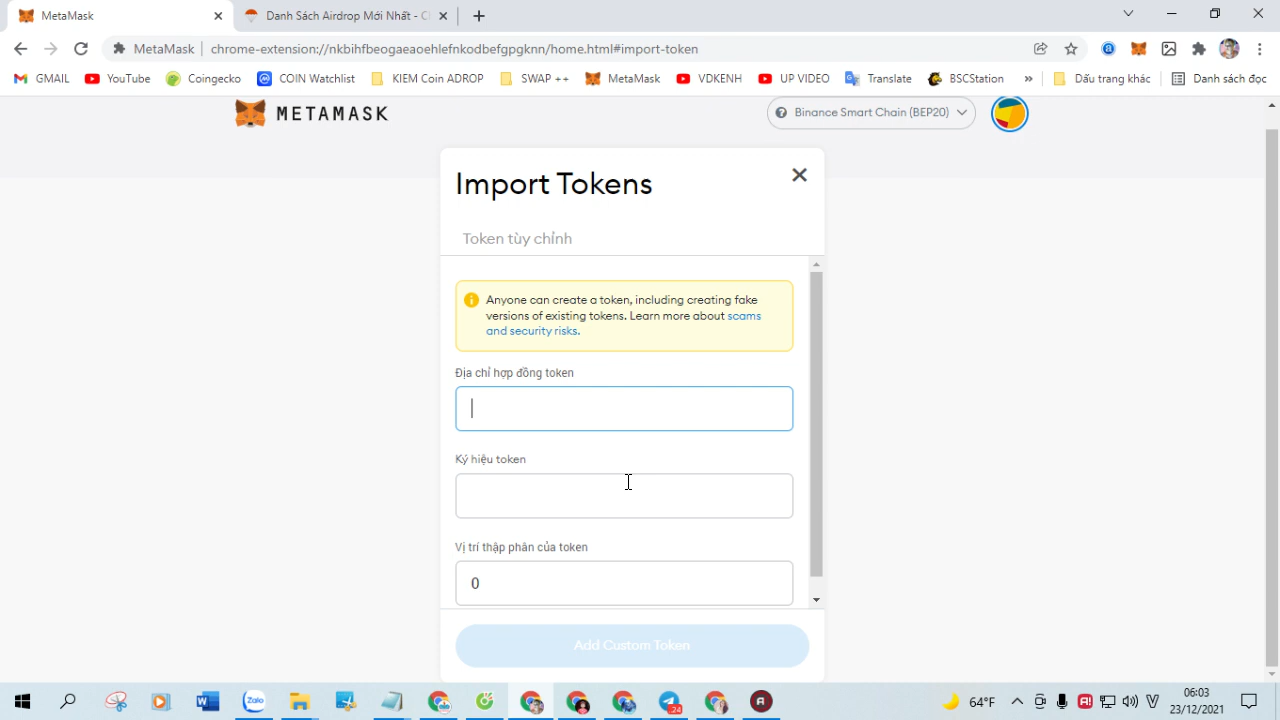 MetaMask
Danh Sách Airdrop Mới Nhất - C
MetaMask
chrome-extension://nkbihfbeogaeaoehlefnkodbefgpgknn/home.html#import-token
GMAIL
YouTube
Coingecko
COIN Watchlist
KIEM Coin ADROP
SWAP ++
MetaMask
VDKENH
UP VIDEO
Translate
BSCStation
»
Dấu trang khác
Danh sách đọc
METAMASK
Binance Smart Chain (BEP20)
Import Tokens
Token tùy chỉnh
Anyone can create a token, including creating fake
versions of existing tokens. Learn more about scams
and security risks.
Địa chỉ hợp đồng token
Ký hiệu token
Vị trí thập phân của token
0
Add Custom Token
Zalo
24
64°F
06:03
23/12/2021